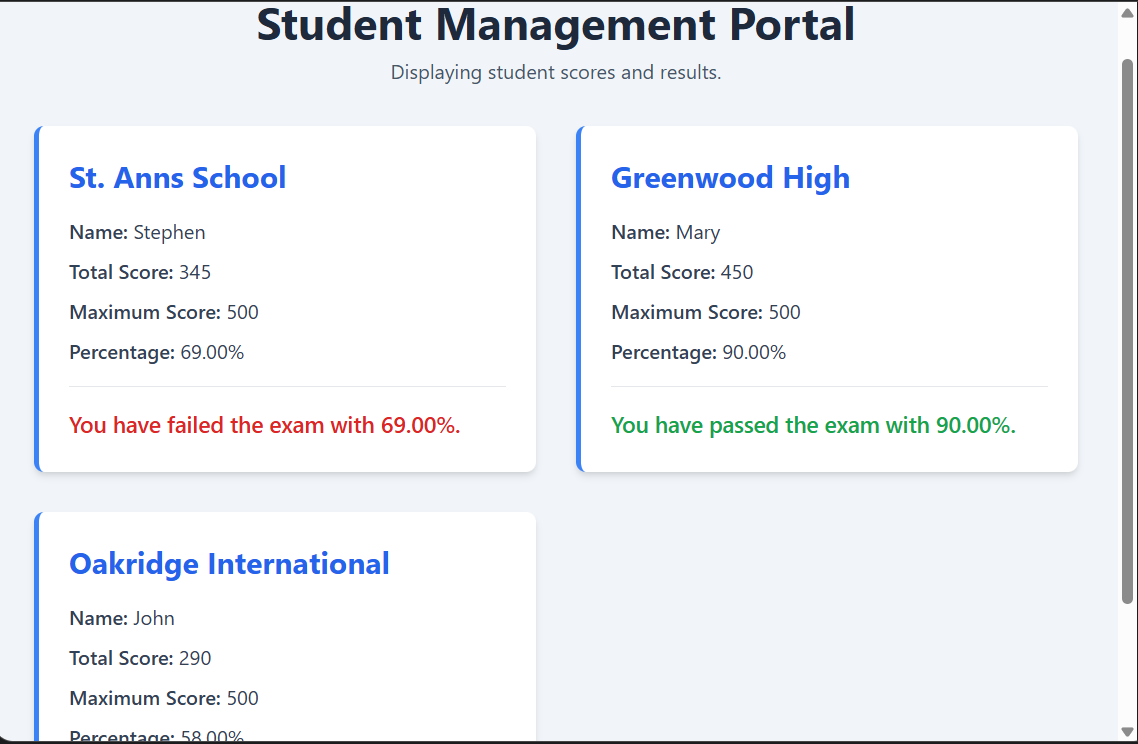 Student Management Portal
Displaying student scores and results.
St. Anns School
Name: Stephen
Total Score: 345
Maximum Score: 500
Percentage: 69.00%
You have failed the exam with 69.00%.
Greenwood High
Name: Mary
Total Score: 450
Maximum Score: 500
Percentage: 90.00%
You have passed the exam with 90.00%.
Oakridge International
Name: John
Total Score: 290
Maximum Score: 500
Percentage: 58.00%